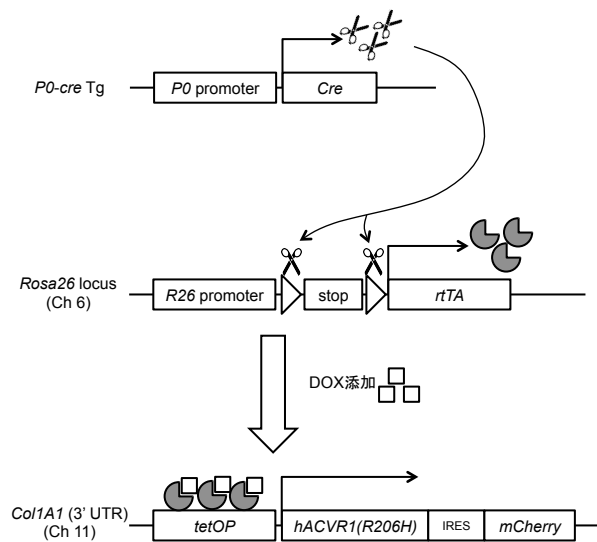 P0-cre Tg
P0 promoter
Cre
Rosa26 locus
(Ch 6)
R26 promoter
stop
rtTA
DOX添加
Col1A1 (3' UTR)
(Ch 11)
tetOP
hACVR1(R206H)
IRES
mCherry